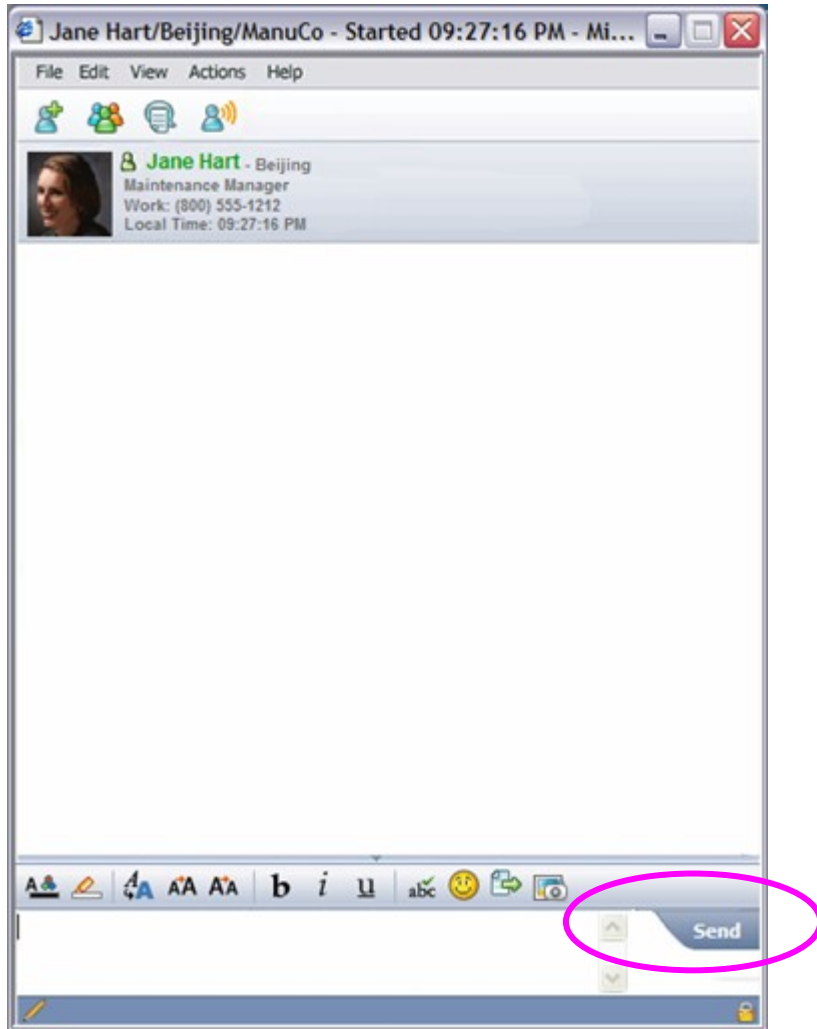 Jane Hart/Beijing/ManuCo - Started 09:27:16 PM - Mi...
File Edit View Actions Help
Jane Hart - Beijing
Maintenance Manager
Work: (800) 555-1212
Local Time: 09:27:16 PM
A A A A A A A b i u abc
Send